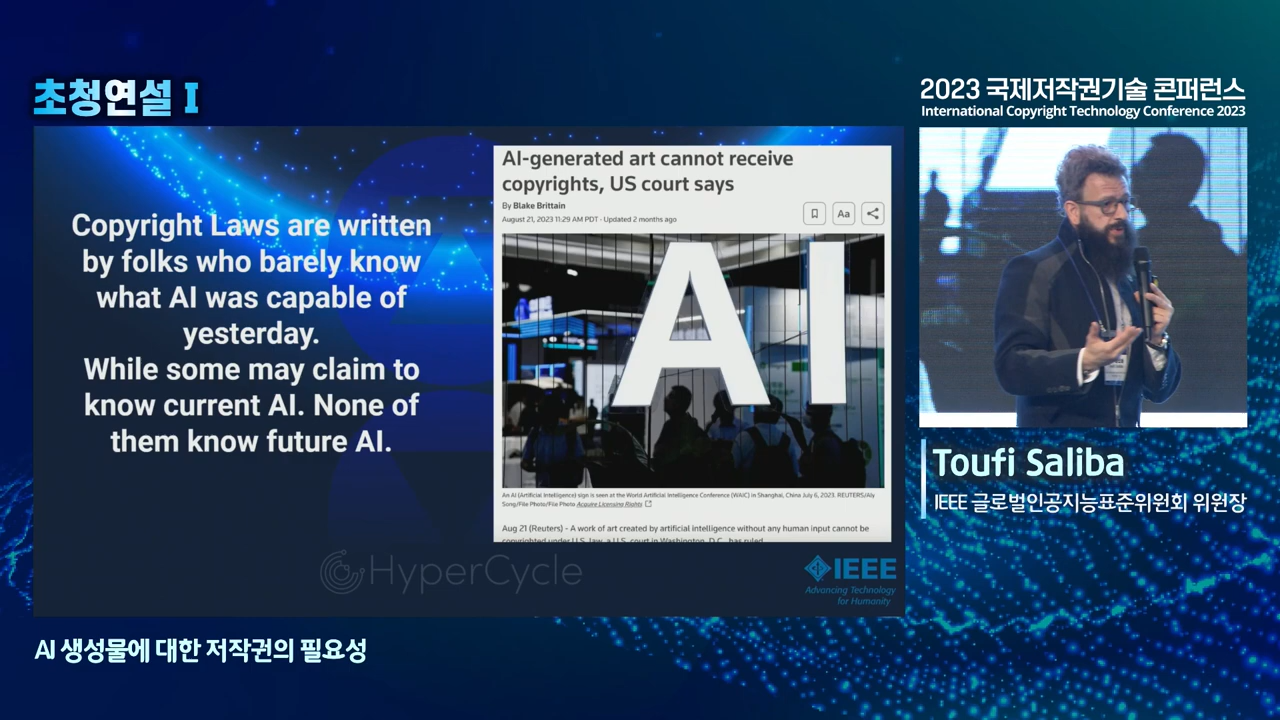 초청연설 I
2023 국제저작권기술 콘퍼런스
International Copyright Technology Conference 2023
Copyright Laws are written
by folks who barely know
what AI was capable of
yesterday.
While some may claim to
know current AI. None of
them know future AI.
AI-generated art cannot receive
copyrights, US court says
By Blake Brittain
August 21, 2023 11:29 AM PDT · Updated 2 months ago
Aa
AI
An AI (Artificial Intelligence) sign is seen at the World Artificial Intelligence Conference (WAIC) in Shanghai, China July 6, 2023. REUTERS/Aly
Song/File Photo/File Photo Acquire Licensing Rights
Aug 21 (Reuters) - A work of art created by artificial intelligence without any human input cannot be
copyrighted under U.S. law, a U.S. court in Washington, D.C., has ruled.
HyperCycle
IEEE
Advancing Technology
for Humanity
Toufi Saliba
IEEE 글로벌인공지능표준위원회 위원장
AI 생성물에 대한 저작권의 필요성